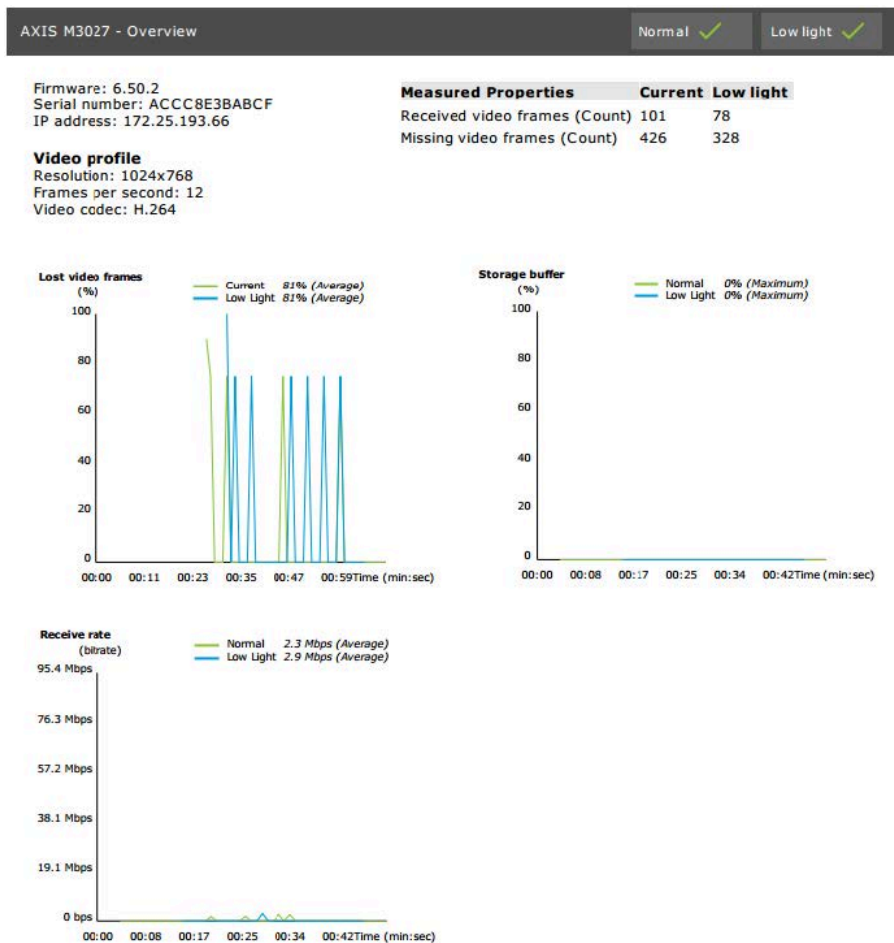 AXIS M3027 - Overview
Normal
Low light
Firmware: 6.50.2
Serial number: ACCC8E3BABCF
IP address: 172.25.193.66
Video profile
Resolution: 1024x768
Frames per second: 12
Video codec: H.264
Measured Properties Current Low light
Received video frames (Count) 101 78
Missing video frames (Count) 426 328
Lost video frames
(%)
Current 81% (Average)
Low Light 81% (Average)
100
80
60
40
20
0
00:00 00:11 00:23 00:35 00:47 00:59Time (min:sec)
Storage buffer
(%)
Normal 0% (Maximum)
Low Light 0% (Maximum)
100
80
60
40
20
0
00:00 00:08 00:17 00:25 00:34 00:42Time (min:sec)
Receive rate
(bitrate)
Normal 2.3 Mbps (Average)
Low Light 2.9 Mbps (Average)
95.4 Mbps
76.3 Mbps
57.2 Mbps
38.1 Mbps
19.1 Mbps
0 bps
00:00 00:08 00:17 00:25 00:34 00:42Time (min:sec)